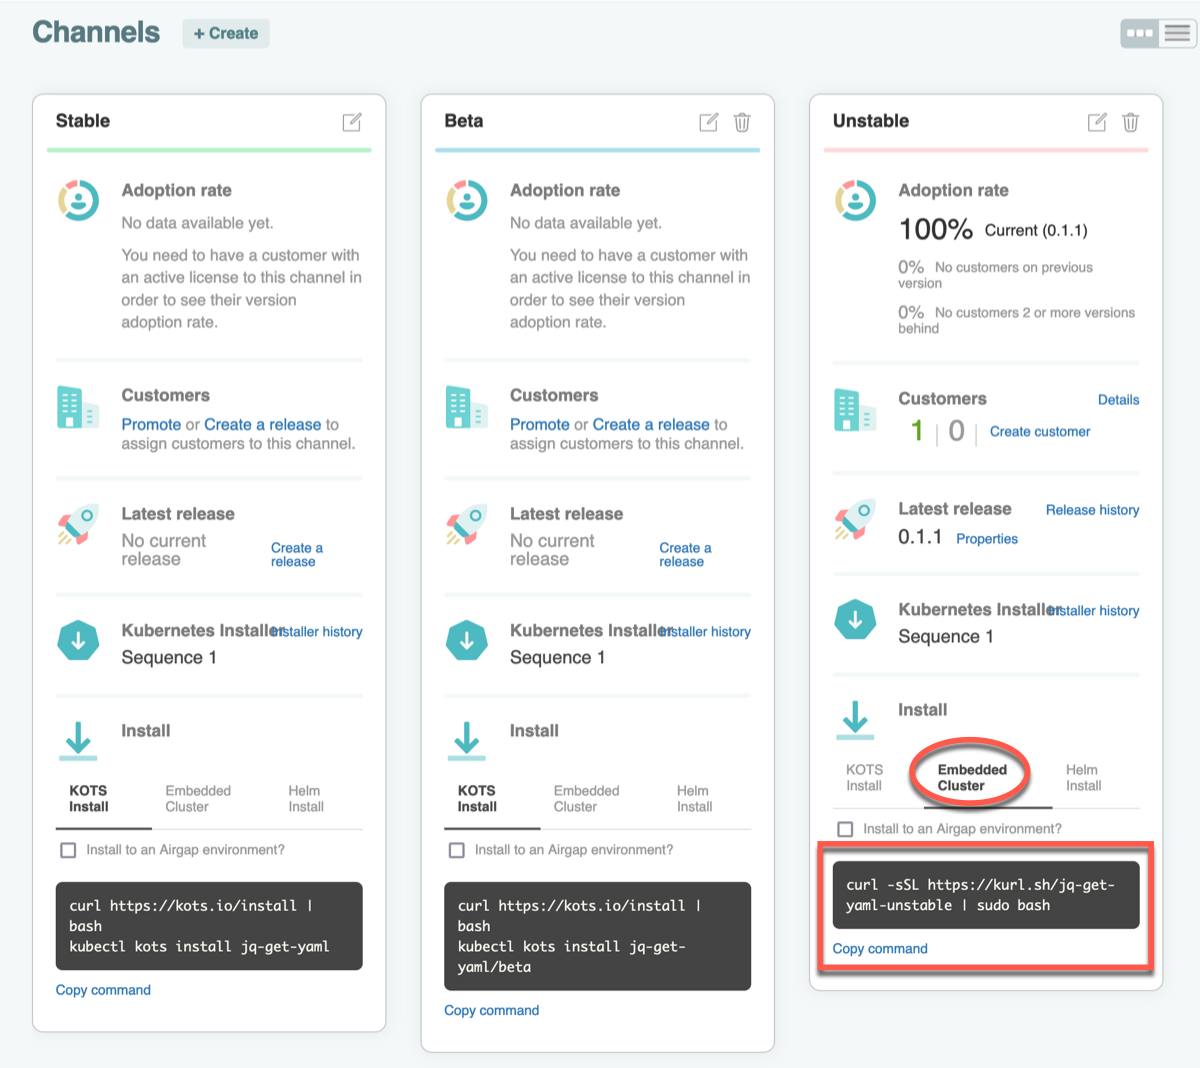 Channels
+ Create
Stable
Adoption rate
No data available yet.
You need to have a customer with
an active license to this channel in
order to see their version
adoption rate.
Customers
Promote or Create a release to
assign customers to this channel.
Latest release
No current
release
Create a
release
Kubernetes Installer
Installer history
Sequence 1
Install
KOTS
Install
Embedded
Cluster
Helm
Install
Install to an Airgap environment?
curl https://kots.io/install |
bash
kubectl kots install jq-get-yaml
Copy command
Beta
Adoption rate
No data available yet.
You need to have a customer with
an active license to this channel in
order to see their version
adoption rate.
Customers
Promote or Create a release to
assign customers to this channel.
Latest release
No current
release
Create a
release
Kubernetes Installer
Installer history
Sequence 1
Install
KOTS
Install
Embedded
Cluster
Helm
Install
Install to an Airgap environment?
curl https://kots.io/install |
bash
kubectl kots install jq-get-
yaml/beta
Copy command
Unstable
Adoption rate
100% Current (0.1.1)
0% No customers on previous
version
0% No customers 2 or more versions
behind
Customers
Details
1 | 0 | Create customer
Latest release
Release history
0.1.1 Properties
Kubernetes Installer
Installer history
Sequence 1
Install
KOTS
Install
Embedded
Cluster
Helm
Install
Install to an Airgap environment?
curl -sSL https://kurl.sh/jq-get-
yaml-unstable | sudo bash
Copy command